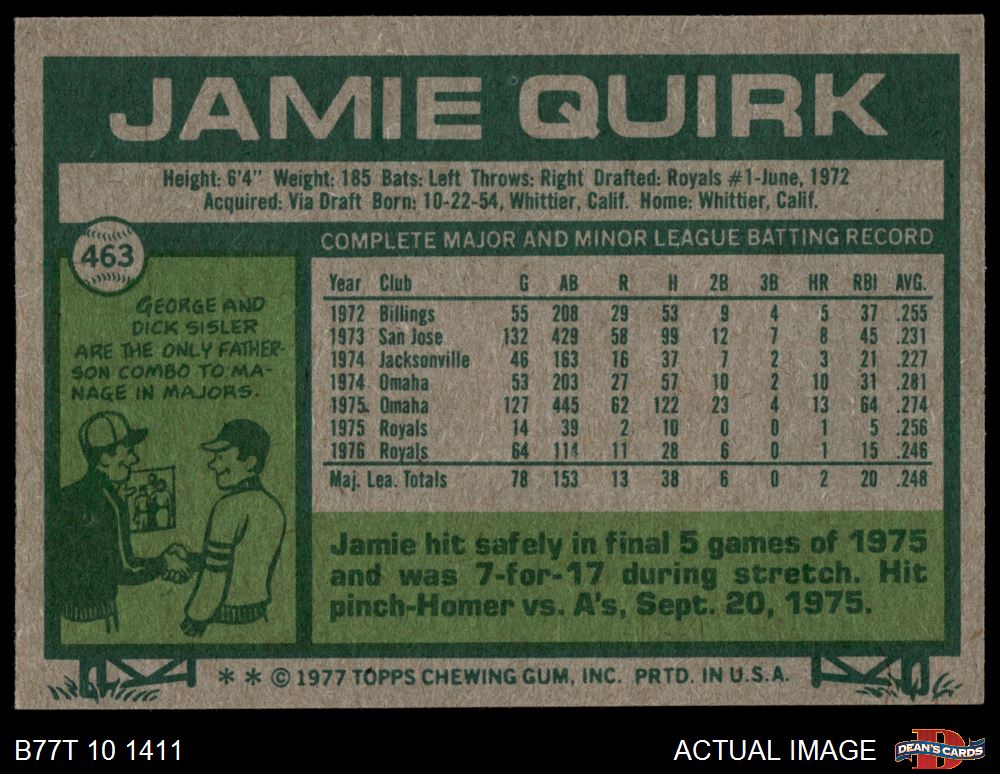 JAMIE QUIRK
Height: 6'4" Weight: 185 Bats: Left Throws: Right Drafted: Royals #1-June, 1972
Acquired: Via Draft Born: 10-22-54, Whittier, Calif. Home: Whittier, Calif.
463
GEORGE AND
DICK SISLER
ARE THE ONLY FATHER-
SON COMBO TO MA-
NAGE IN MAJORS.
COMPLETE MAJOR AND MINOR LEAGUE BATTING RECORD
Year Club G AB R H 2B 3B HR RBI AVG.
1972 Billings 55 208 29 53 9 4 5 37 .255
1973 San Jose 132 429 58 99 12 7 8 45 .231
1974 Jacksonville 46 163 16 37 7 2 3 21 .227
1974 Omaha 53 203 27 57 10 2 10 31 .281
1975 Omaha 127 445 62 122 23 4 13 64 .274
1975 Royals 14 39 2 10 0 0 1 5 .256
1976 Royals 64 114 11 28 6 0 1 15 .246
Maj. Lea. Totals 78 153 13 38 6 0 2 20 .248
Jamie hit safely in final 5 games of 1975
and was 7-for-17 during stretch. Hit
pinch-Homer vs. A's, Sept. 20, 1975.
* * © 1977 TOPPS CHEWING GUM, INC. PRTD. IN U.S.A.
B77T 10 1411
ACTUAL IMAGE
D
DEAN'S CARDS